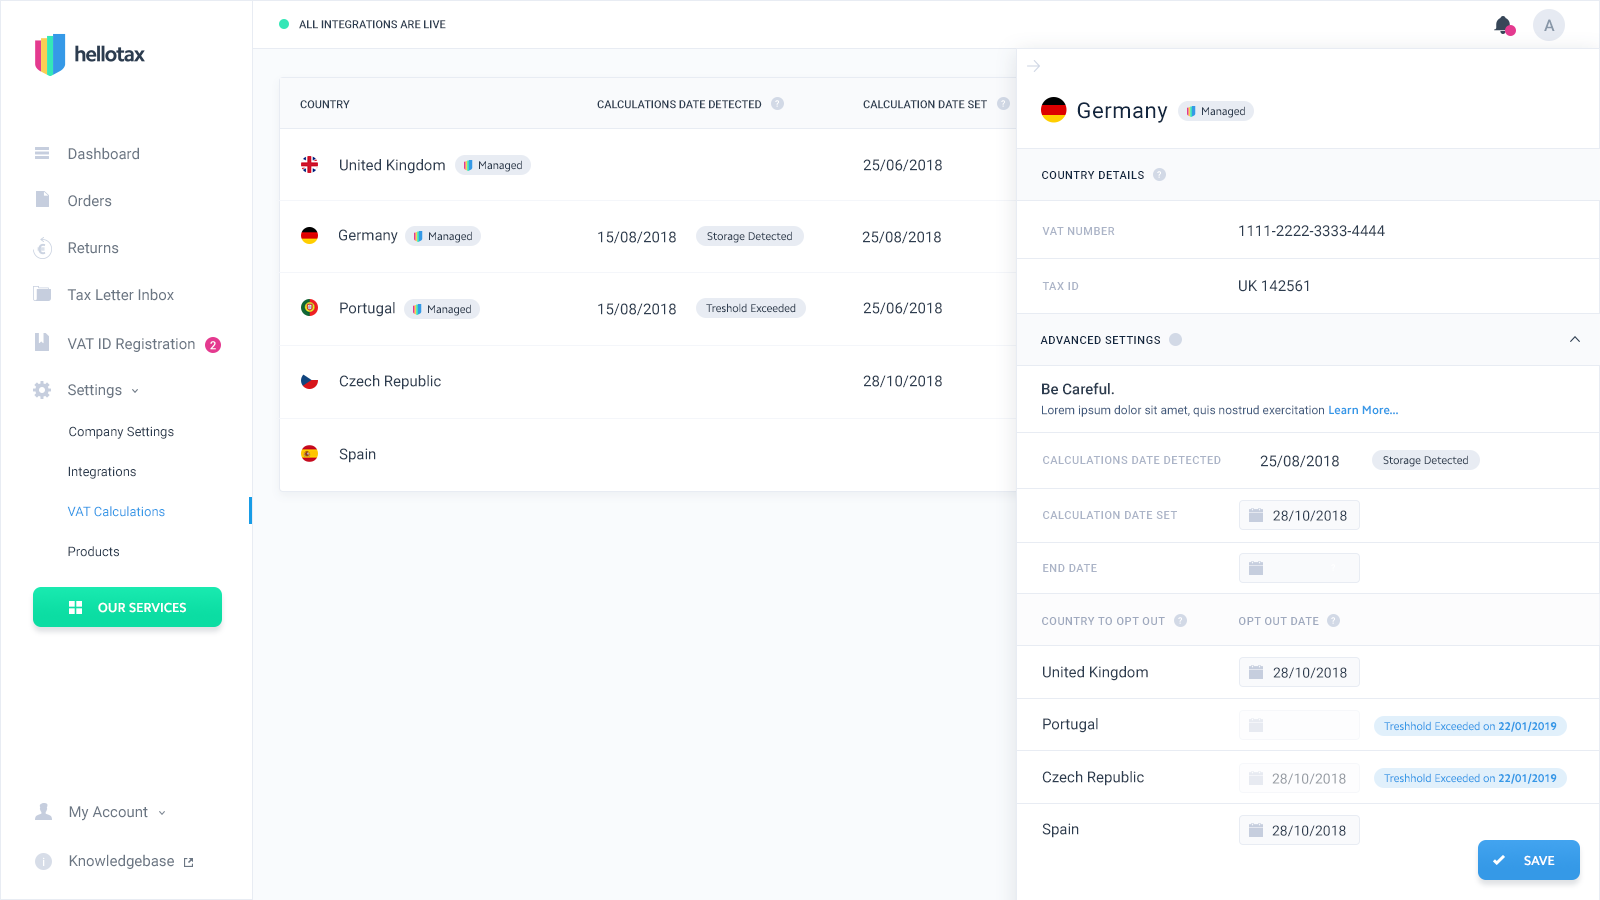 hellotax
ALL INTEGRATIONS ARE LIVE
A
Dashboard
Orders
Returns
Tax Letter Inbox
VAT ID Registration 2
Settings
Company Settings
Integrations
VAT Calculations
Products
OUR SERVICES
My Account
Knowledgebase
COUNTRY CALCULATIONS DATE DETECTED ? CALCULATION DATE SET ?
United Kingdom Managed 25/06/2018
Germany Managed 15/08/2018 Storage Detected 25/08/2018
Portugal Managed 15/08/2018 Treshold Exceeded 25/06/2018
Czech Republic 28/10/2018
Spain
Germany Managed
COUNTRY DETAILS ?
VAT NUMBER 1111-2222-3333-4444
TAX ID UK 142561
ADVANCED SETTINGS
Be Careful.
Lorem ipsum dolor sit amet, quis nostrud exercitation Learn More...
CALCULATIONS DATE DETECTED 25/08/2018 Storage Detected
CALCULATION DATE SET 28/10/2018
END DATE
COUNTRY TO OPT OUT ? OPT OUT DATE ?
United Kingdom 28/10/2018
Portugal Treshhold Exceeded on 22/01/2019
Czech Republic 28/10/2018 Treshhold Exceeded on 22/01/2019
Spain 28/10/2018
SAVE